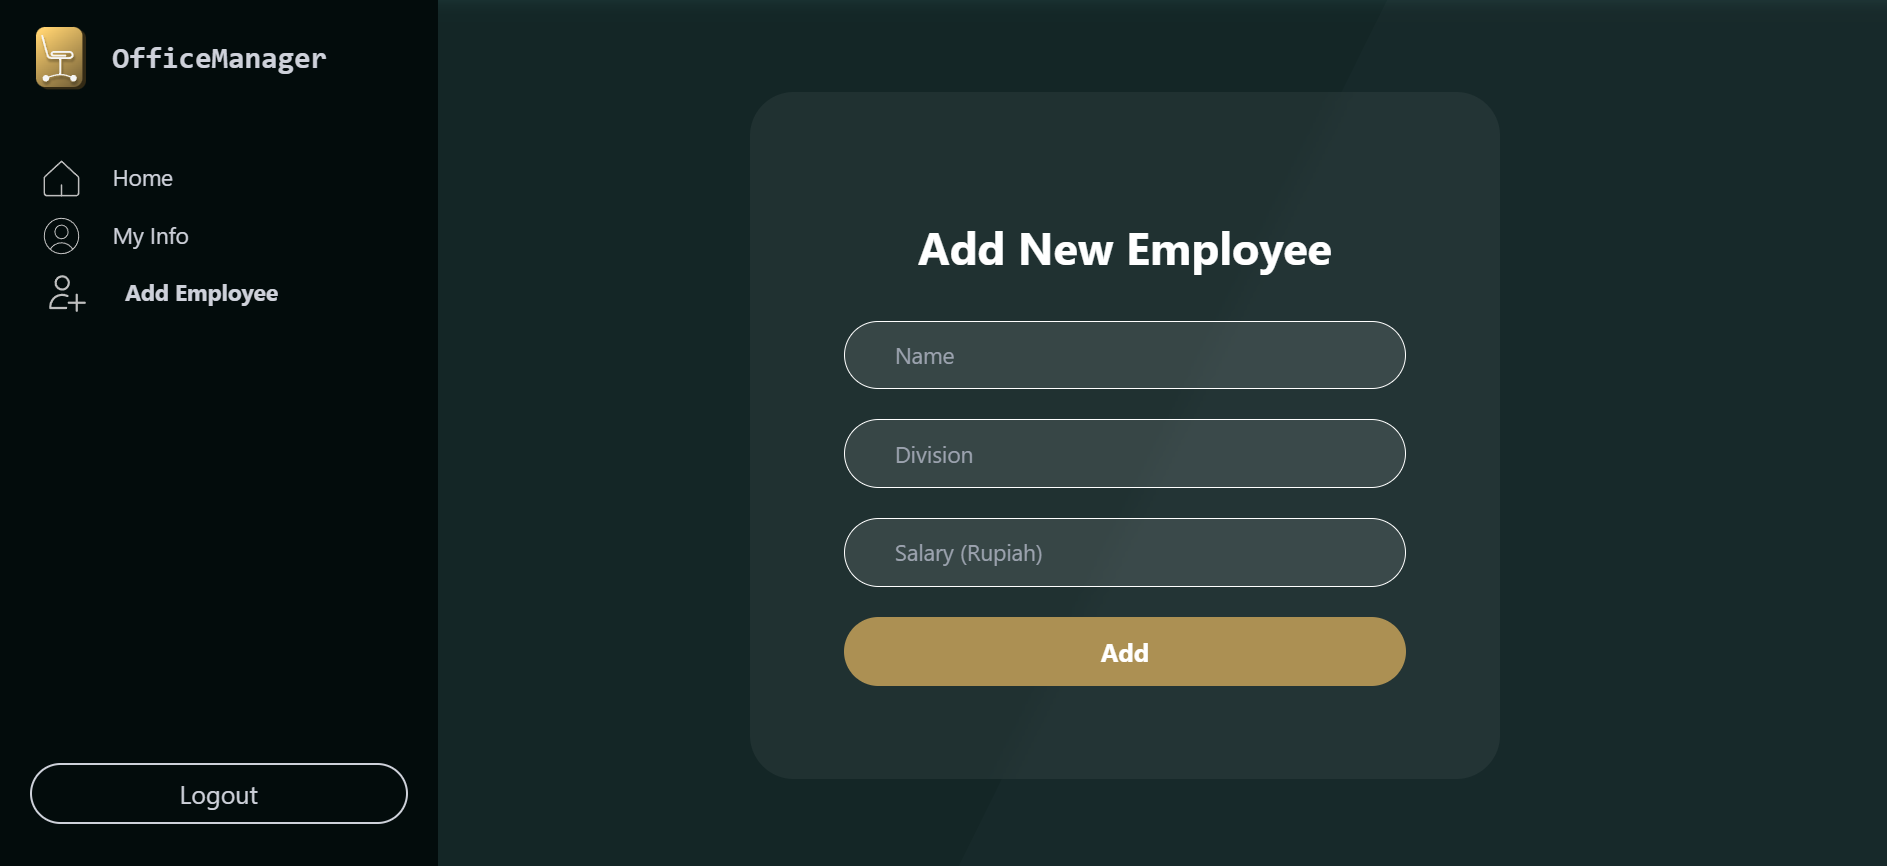 OfficeManager
Home
My Info
Add Employee
Logout
Add New Employee
Name
Division
Salary (Rupiah)
Add